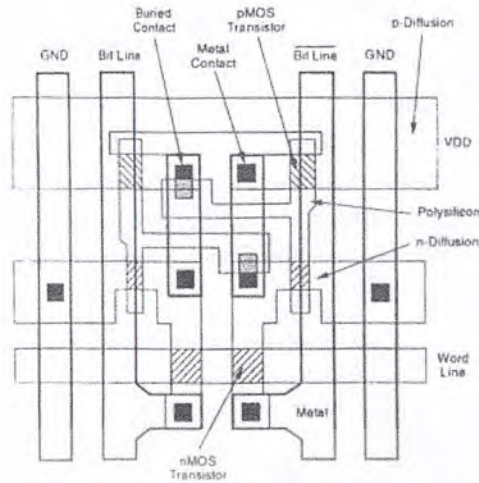 Buried
Contact
pMOS
Transistor
p-Diffusion
GND
Bit Line
Metal
Contact
Bit Line
GND
VDD
Polysilicon
n-Diffusion
Word
Line
Metal
nMOS
Transistor